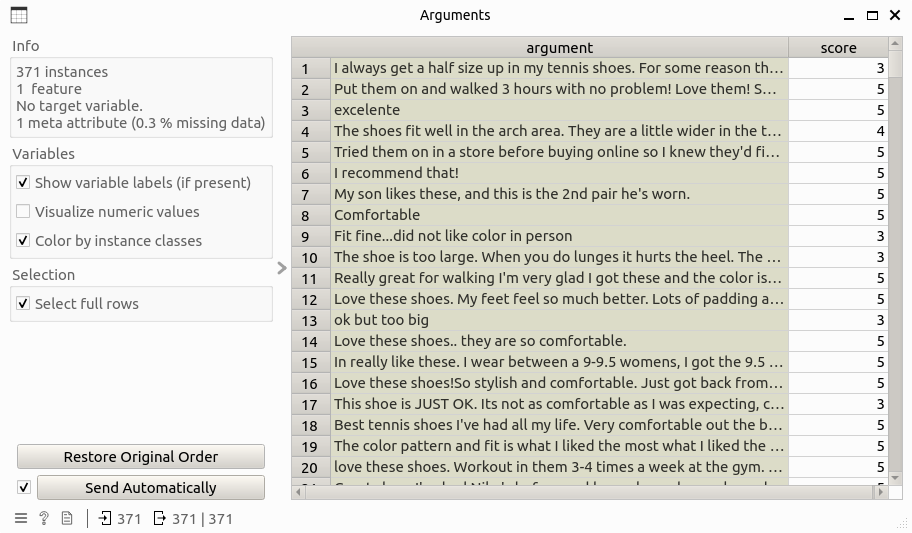 Arguments
Info
371 instances
1 feature
No target variable.
1 meta attribute (0.3 % missing data)
Variables
Show variable labels (if present)
Visualize numeric values
Color by instance classes
Selection
Select full rows
Restore Original Order
Send Automatically
371
371 | 371
argument score
1 I always get a half size up in my tennis shoes. For some reason th... 3
2 Put them on and walked 3 hours with no problem! Love them! S... 5
3 excelente 5
4 The shoes fit well in the arch area. They are a little wider in the t... 4
5 Tried them on in a store before buying online so I knew they'd fi... 5
6 I recommend that! 5
7 My son likes these, and this is the 2nd pair he's worn. 5
8 Comfortable 5
9 Fit fine...did not like color in person 3
10 The shoe is too large. When you do lunges it hurts the heel. The ... 3
11 Really great for walking I'm very glad I got these and the color is... 5
12 Love these shoes. My feet feel so much better. Lots of padding a... 5
13 ok but too big 3
14 Love these shoes.. they are so comfortable. 5
15 In really like these. I wear between a 9-9.5 womens, I got the 9.5 ... 5
16 Love these shoes!So stylish and comfortable. Just got back from... 5
17 This shoe is JUST OK. Its not as comfortable as I was expecting, c... 3
18 Best tennis shoes I've had all my life. Very comfortable out the b... 5
19 The color pattern and fit is what I liked the most what I liked the ... 5
20 love these shoes. Workout in them 3-4 times a week at the gym. ... 5